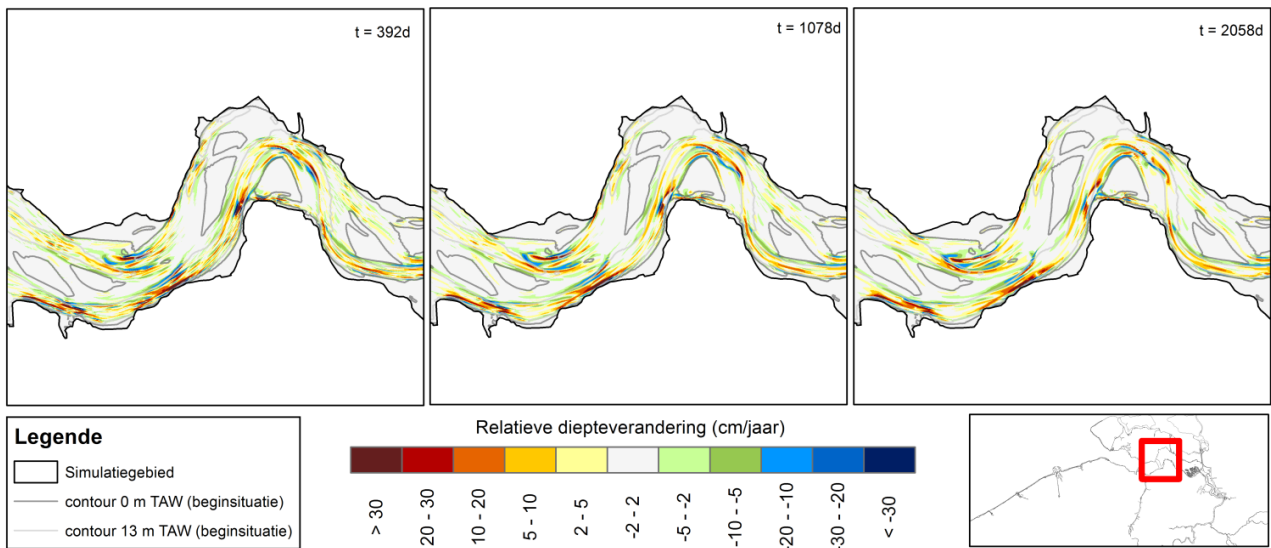 t = 392d
t = 1078d
t = 2058d
Legende
Simulatiegebied
contour 0 m TAW (beginsituatie)
contour 13 m TAW (beginsituatie)
Relatieve diepteverandering (cm/jaar)
> 30
20 - 30
10 - 20
5 - 10
2 - 5
-2 - 2
-5 - -2
-10 - -5
-20 - -10
-30 - -20
< -30